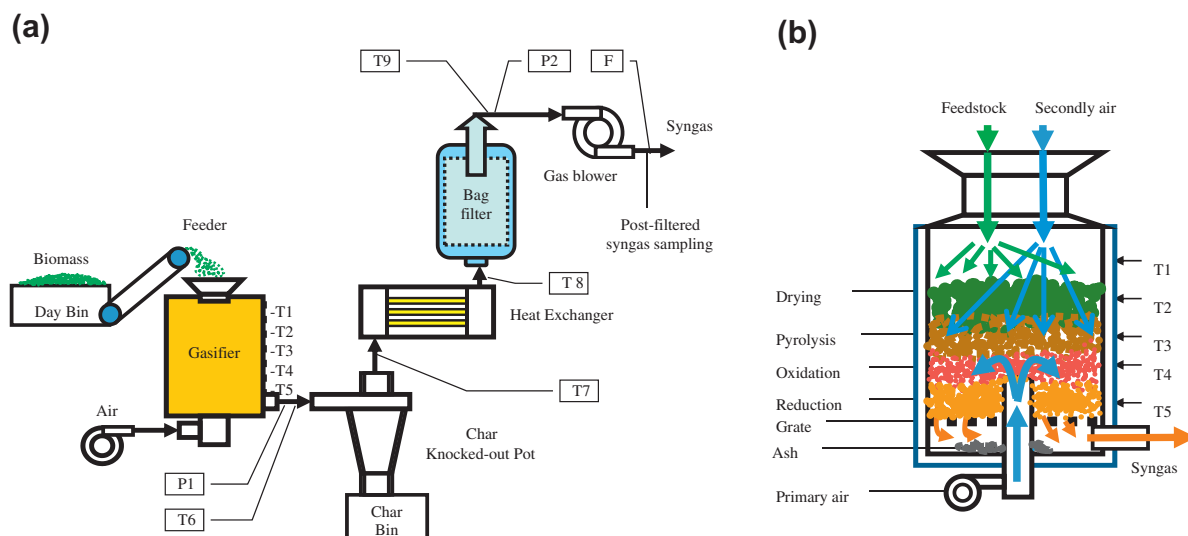 (a)
T9
P2
F
Syngas
Gas blower
Bag
filter
Post-filtered
syngas sampling
Feeder
Biomass
Day Bin
T 8
Heat Exchanger
Gasifier
-T1
-T2
-T3
-T4
-T5
T7
Air
Char
Knocked-out Pot
P1
T6
Char
Bin
(b)
Feedstock
Secondly air
T1
Drying
T2
Pyrolysis
T3
Oxidation
T4
Reduction
T5
Grate
Ash
Syngas
Primary air